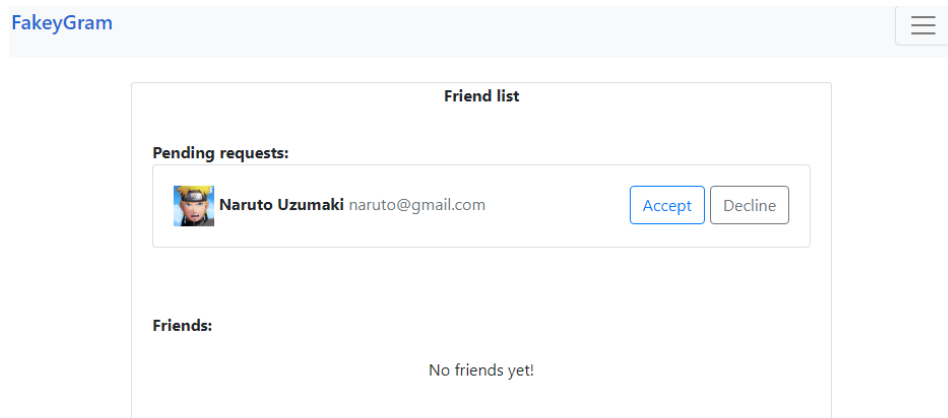 FakeyGram
Friend list
Pending requests:
Naruto Uzumaki naruto@gmail.com Accept Decline
Friends:
No friends yet!